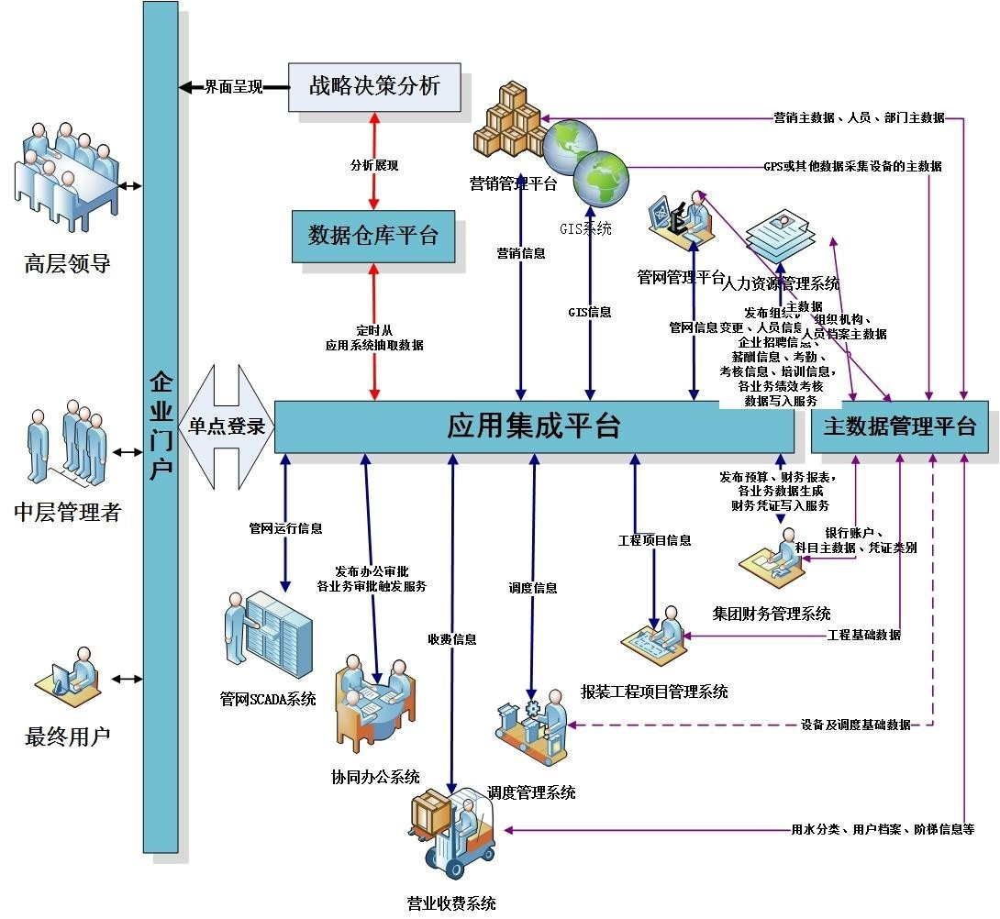 界面呈现
战略决策分析
营销主数据、人员、部门主数据
分析展现
营销管理平台
GPS或其他数据采集设备的主数据
数据仓库平台
GIS系统
高层领导
营销信息
管网管理平台
人力资源管理系统
定时从
应用系统抽取数据
GIS信息
主数据
组织机构、
人员档案主数据
管网信息
发布组织
变更、人员信息
企业招聘信息、
薪酬信息、考勤、
考核信息、培训信息，
各业务绩效考核
数据写入服务
企业门户
单点登录
应用集成平台
主数据管理平台
中层管理者
管网运行信息
发布办公审批
各业务审批触发服务
收费信息
调度信息
工程项目信息
发布预算、财务报表，
各业务数据生成
财务凭证写入服务
银行账户、
科目主数据、凭证类别
集团财务管理系统
工程基础数据
管网SCADA系统
报装工程项目管理系统
设备及调度基础数据
最终用户
协同办公系统
调度管理系统
用水分类、用户档案、阶梯信息等
营业收费系统